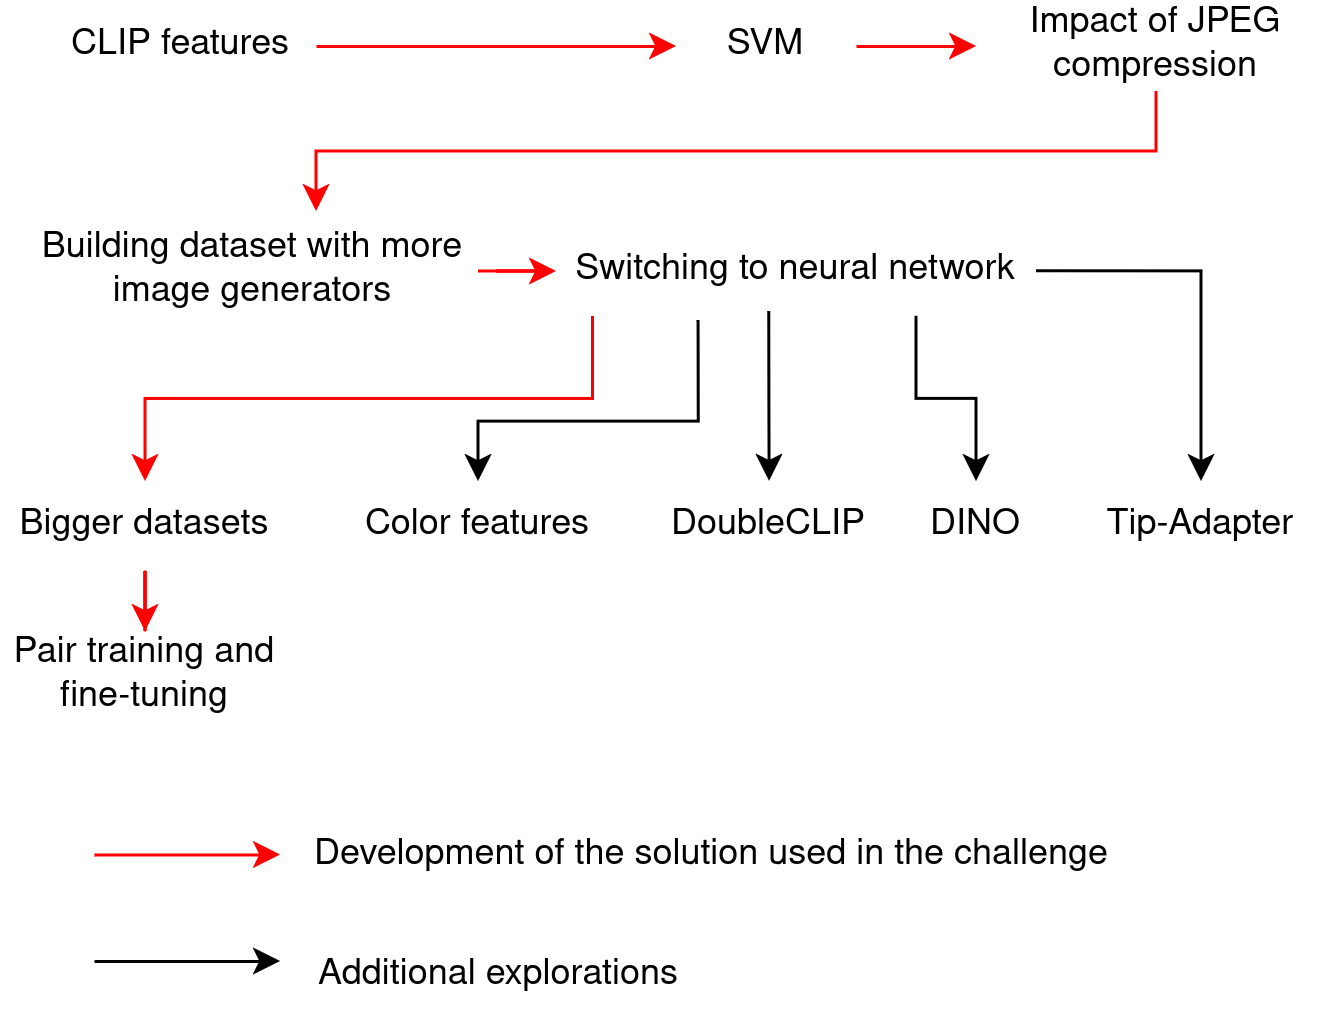 CLIP features
SVM
Impact of JPEG
compression
Building dataset with more
image generators
Switching to neural network
Bigger datasets
Color features
DoubleCLIP
DINO
Tip-Adapter
Pair training and
fine-tuning
Development of the solution used in the challenge
Additional explorations